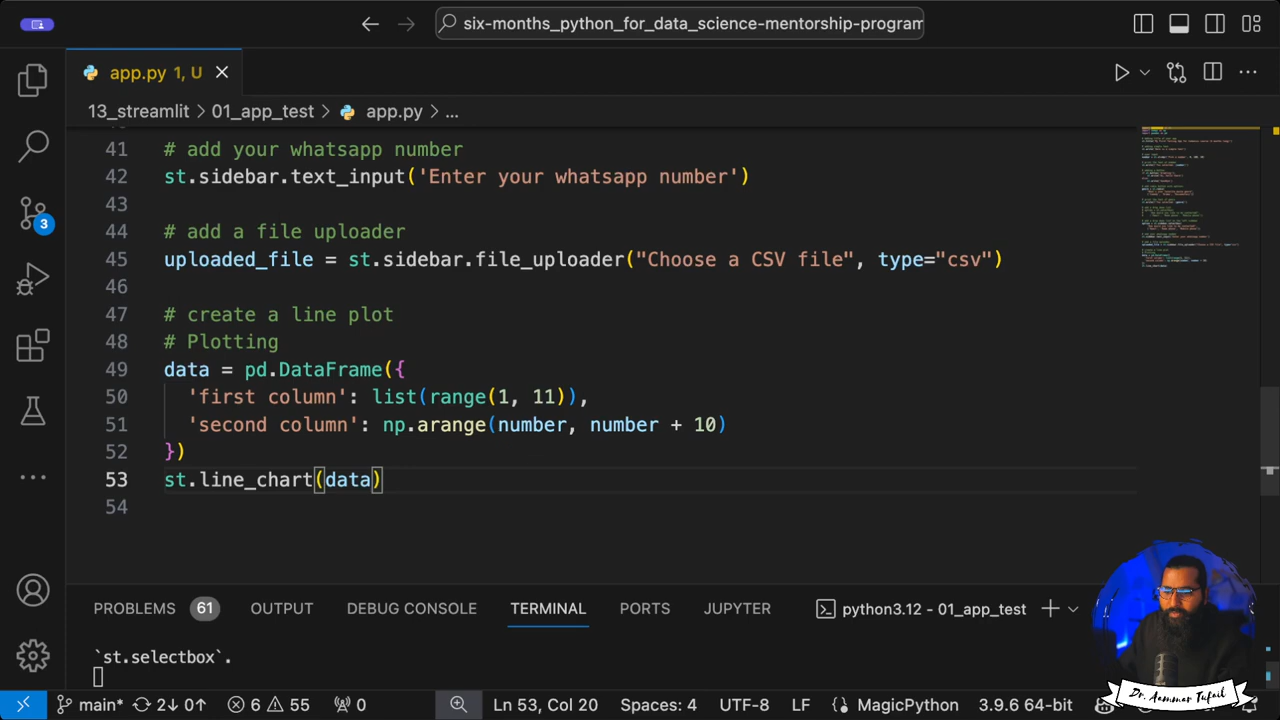 six-months_python_for_data_science-mentorship-program
app.py 1, U
13_streamlit > 01_app_test > app.py > ...
41 # add your whatsapp number
42 st.sidebar.text_input('Enter your whatsapp number')
43
44 # add a file uploader
45 uploaded_file = st.sidebar.file_uploader("Choose a CSV file", type="csv")
46
47 # create a line plot
48 # Plotting
49 data = pd.DataFrame({
50 'first column': list(range(1, 11)),
51 'second column': np.arange(number, number + 10)
52 })
53 st.line_chart(data)
54
3
PROBLEMS 61 OUTPUT DEBUG CONSOLE TERMINAL PORTS JUPYTER python3.12 - 01_app_test
`st.selectbox`.
main* 2↓ 0↑ 6 55 0 Ln 53, Col 20 Spaces: 4 UTF-8 LF MagicPython 3.9.6 64-bit
Dr. Aammar Tufail